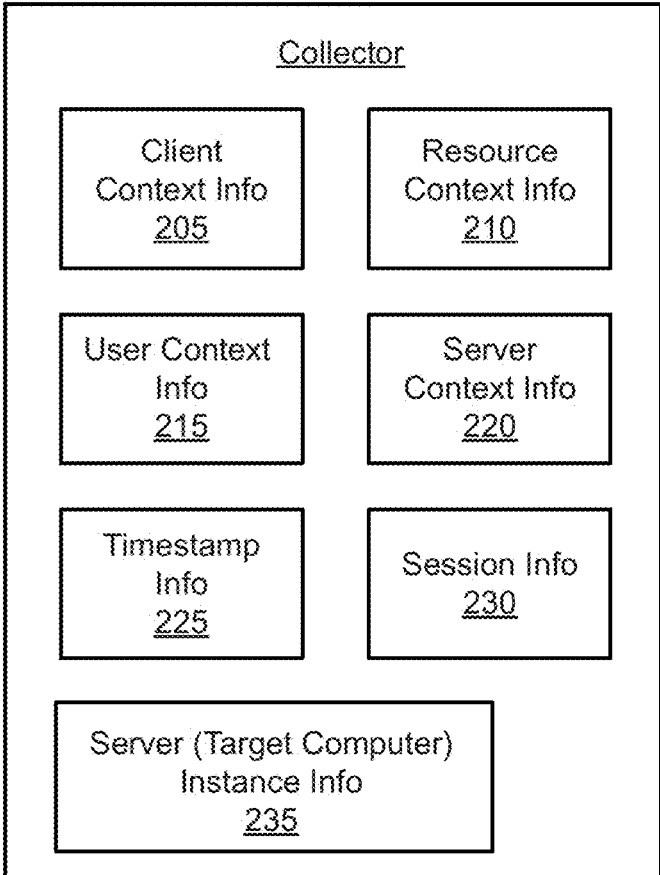 Collector
Client
Context Info
205
Resource
Context Info
210
User Context
Info
215
Server
Context Info
220
Timestamp
Info
225
Session Info
230
Server (Target Computer)
Instance Info
235